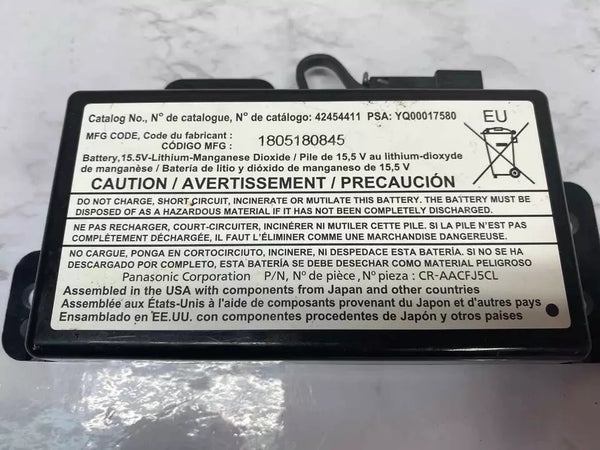 Catalog No., N° de catalogue, N° de catálogo: 42454411 PSA: YQ00017580
EU
MFG CODE, Code du fabricant :
CÓDIGO MFG :
1805180845
Battery,15.5V-Lithium-Manganese Dioxide / Pile de 15,5 V au lithium-dioxyde
de manganèse / Batería de litio y dióxido de manganeso de 15,5 V
CAUTION / AVERTISSEMENT / PRECAUCIÓN
DO NOT CHARGE, SHORT CIRCUIT, INCINERATE OR MUTILATE THIS BATTERY. THE BATTERY MUST BE
DISPOSED OF AS A HAZARDOUS MATERIAL IF IT HAS NOT BEEN COMPLETELY DISCHARGED.
NE PAS RECHARGER, COURT-CIRCUITER, INCINÉRER NI MUTILER CETTE PILE. SI LA PILE N'EST PAS
COMPLÈTEMENT DÉCHARGÉE, IL FAUT L'ÉLIMINER COMME UNE MARCHANDISE DANGEREUSE.
NO CARGUE, PONGA EN CORTOCIRCUITO, INCINERE, NI DESPEDACE ESTA BATERÍA. SI NO SE HA
DESCARGADO POR COMPLETO, ESTA BATERÍA SE DEBE DESECHAR COMO MATERIAL PELIGROSO
Panasonic Corporation P/N, N° de pièce, N° pieza : CR-AACFJ5CL
Assembled in the USA with components from Japan and other countries
Assemblée aux États-Unis à l'aide de composants provenant du Japon et d'autres pays
Ensamblado en EE.UU. con componentes procedentes de Japón y otros países